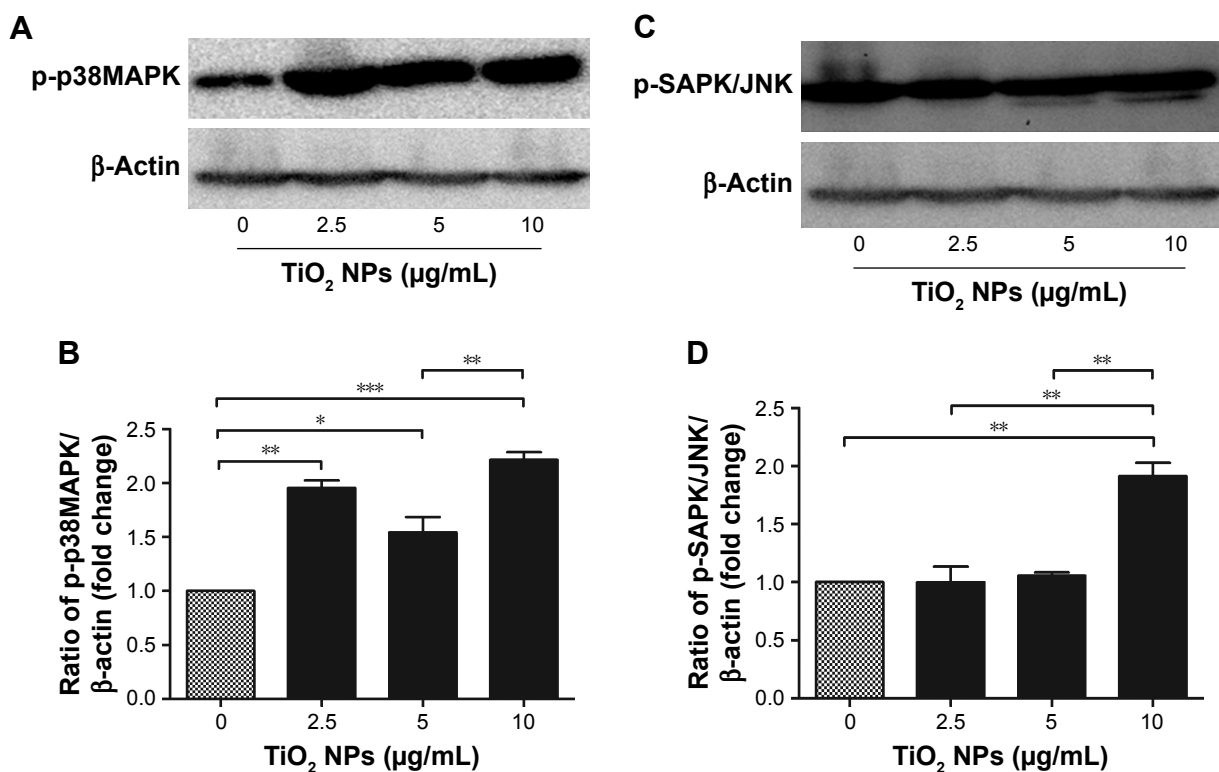 A
p-p38MAPK
β-Actin
0 2.5 5 10
TiO₂ NPs (µg/mL)
C
p-SAPK/JNK
β-Actin
0 2.5 5 10
TiO₂ NPs (µg/mL)
B
Ratio of p-p38MAPK/
β-actin (fold change)
2.5
2.0
1.5
1.0
0.5
0.0
**
*
***
**
0 2.5 5 10
TiO₂ NPs (µg/mL)
D
Ratio of p-SAPK/JNK/
β-actin (fold change)
2.5
2.0
1.5
1.0
0.5
0.0
**
**
**
0 2.5 5 10
TiO₂ NPs (µg/mL)